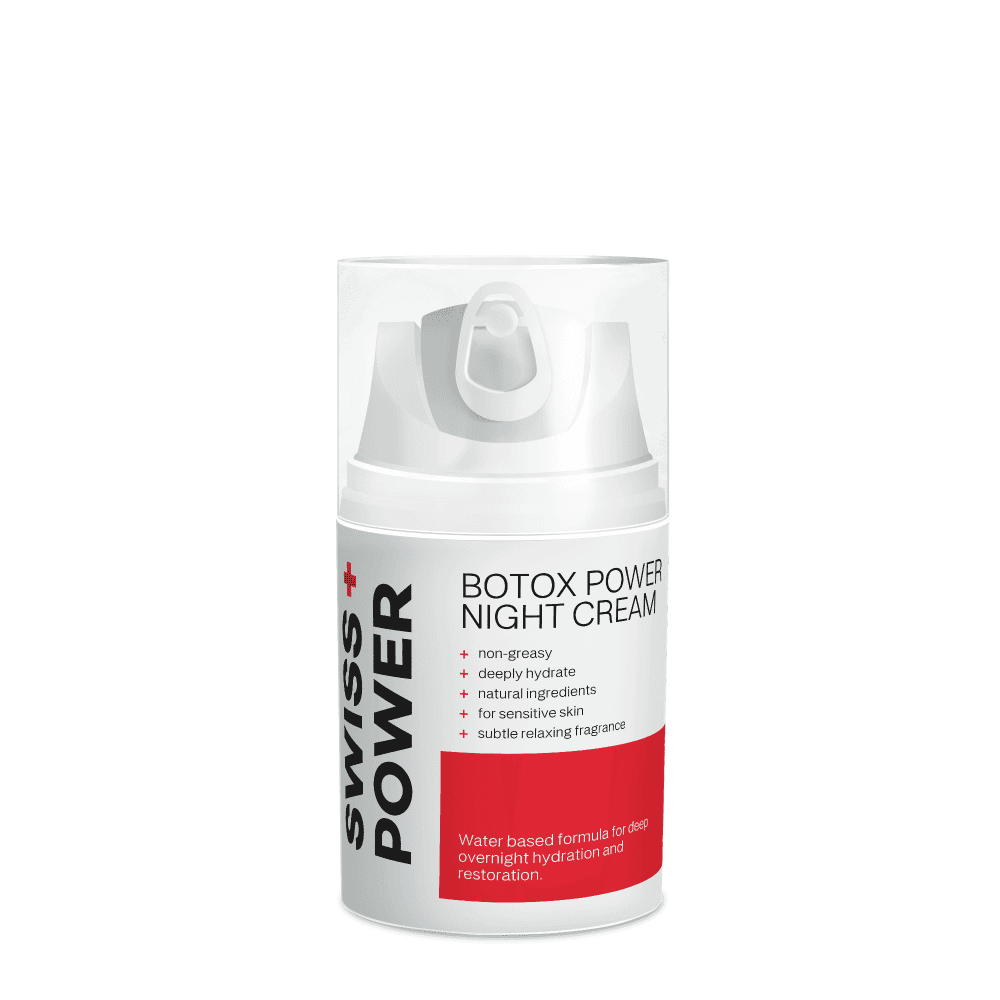 SWISS +
POWER
BOTOX POWER
NIGHT CREAM
+ non-greasy
+ deeply hydrate
+ natural ingredients
+ for sensitive skin
+ subtle relaxing fragrance
Water based formula for deep
overnight hydration and
restoration.